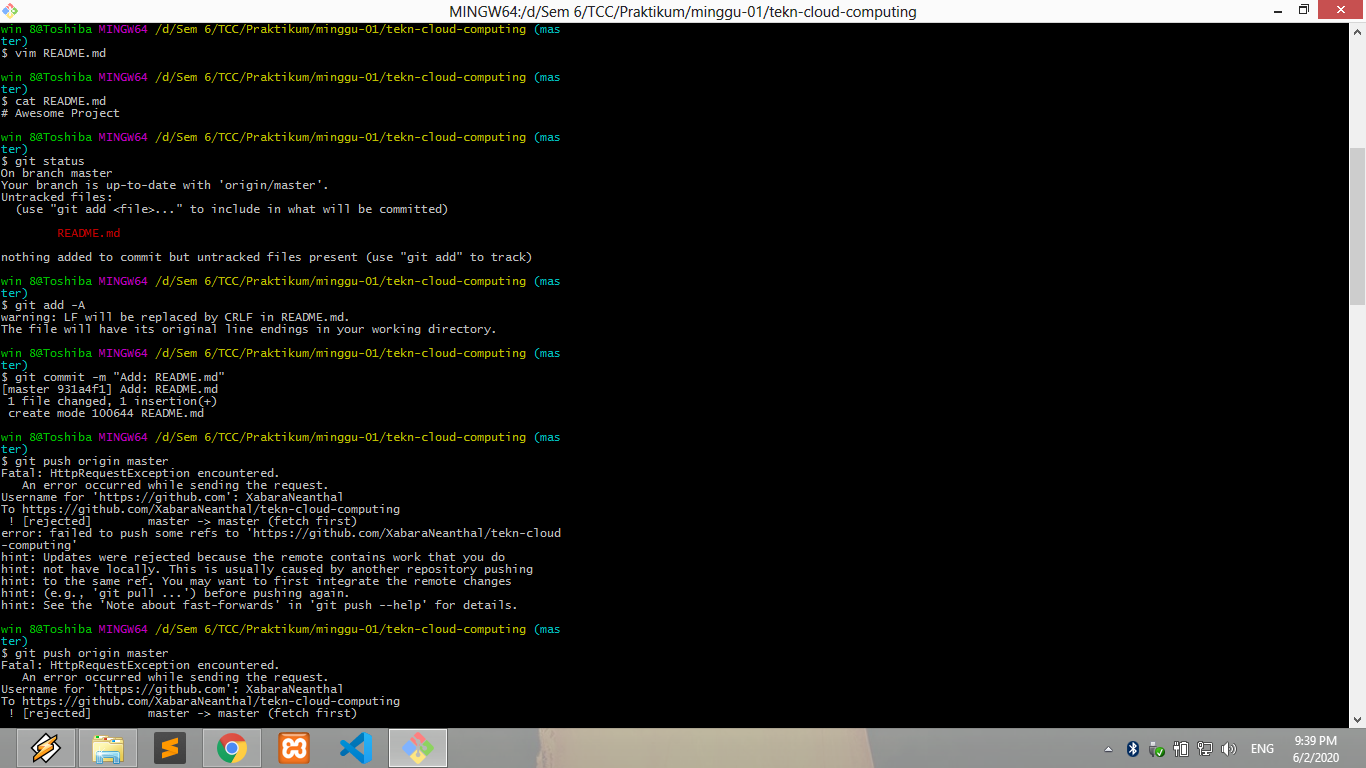 MINGW64:/d/Sem 6/TCC/Praktikum/minggu-01/tekn-cloud-computing
win 8@Toshiba MINGW64 /d/Sem 6/TCC/Praktikum/minggu-01/tekn-cloud-computing (mas
ter)
$ vim README.md
win 8@Toshiba MINGW64 /d/Sem 6/TCC/Praktikum/minggu-01/tekn-cloud-computing (mas
ter)
$ cat README.md
# Awesome Project
win 8@Toshiba MINGW64 /d/Sem 6/TCC/Praktikum/minggu-01/tekn-cloud-computing (mas
ter)
$ git status
On branch master
Your branch is up-to-date with 'origin/master'.
Untracked files:
  (use "git add <file>..." to include in what will be committed)
        README.md
nothing added to commit but untracked files present (use "git add" to track)
win 8@Toshiba MINGW64 /d/Sem 6/TCC/Praktikum/minggu-01/tekn-cloud-computing (mas
ter)
$ git add -A
warning: LF will be replaced by CRLF in README.md.
The file will have its original line endings in your working directory.
win 8@Toshiba MINGW64 /d/Sem 6/TCC/Praktikum/minggu-01/tekn-cloud-computing (mas
ter)
$ git commit -m "Add: README.md"
[master 931a4f1] Add: README.md
 1 file changed, 1 insertion(+)
 create mode 100644 README.md
win 8@Toshiba MINGW64 /d/Sem 6/TCC/Praktikum/minggu-01/tekn-cloud-computing (mas
ter)
$ git push origin master
Fatal: HttpRequestException encountered.
   An error occurred while sending the request.
Username for 'https://github.com': XabaraNeanthal
To https://github.com/XabaraNeanthal/tekn-cloud-computing
 ! [rejected]        master -> master (fetch first)
error: failed to push some refs to 'https://github.com/XabaraNeanthal/tekn-cloud
-computing'
hint: Updates were rejected because the remote contains work that you do
hint: not have locally. This is usually caused by another repository pushing
hint: to the same ref. You may want to first integrate the remote changes
hint: (e.g., 'git pull ...') before pushing again.
hint: See the 'Note about fast-forwards' in 'git push --help' for details.
win 8@Toshiba MINGW64 /d/Sem 6/TCC/Praktikum/minggu-01/tekn-cloud-computing (mas
ter)
$ git push origin master
Fatal: HttpRequestException encountered.
   An error occurred while sending the request.
Username for 'https://github.com': XabaraNeanthal
To https://github.com/XabaraNeanthal/tekn-cloud-computing
 ! [rejected]        master -> master (fetch first)
ENG
9:39 PM
6/2/2020